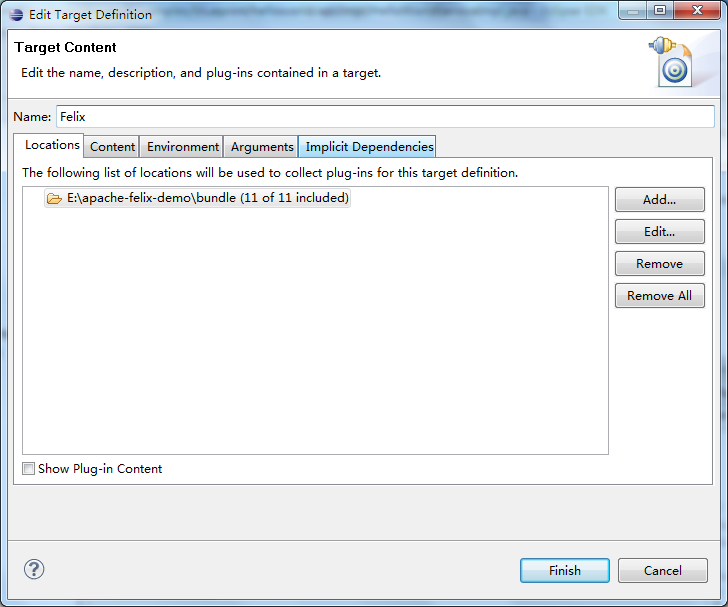 Edit Target Definition
Target Content
Edit the name, description, and plug-ins contained in a target.
Name: Felix
Locations Content Environment Arguments Implicit Dependencies
The following list of locations will be used to collect plug-ins for this target definition.
E:\apache-felix-demo\bundle (11 of 11 included)
Add...
Edit...
Remove
Remove All
Show Plug-in Content
?
Finish Cancel